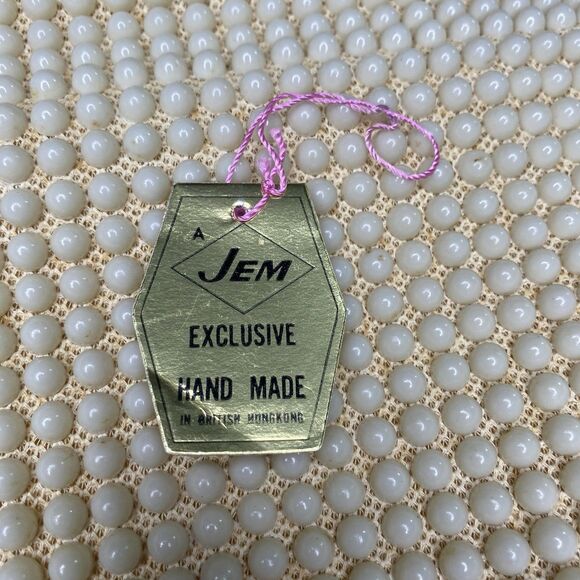 A
JEM
EXCLUSIVE
HAND MADE
IN BRITISH HONGKONG